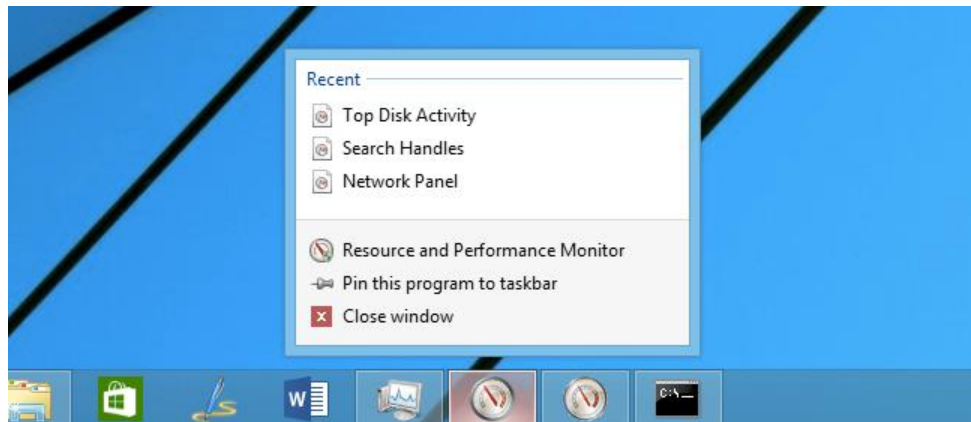 Recent
Top Disk Activity
Search Handles
Network Panel
Resource and Performance Monitor
Pin this program to taskbar
Close window
W
C:\_